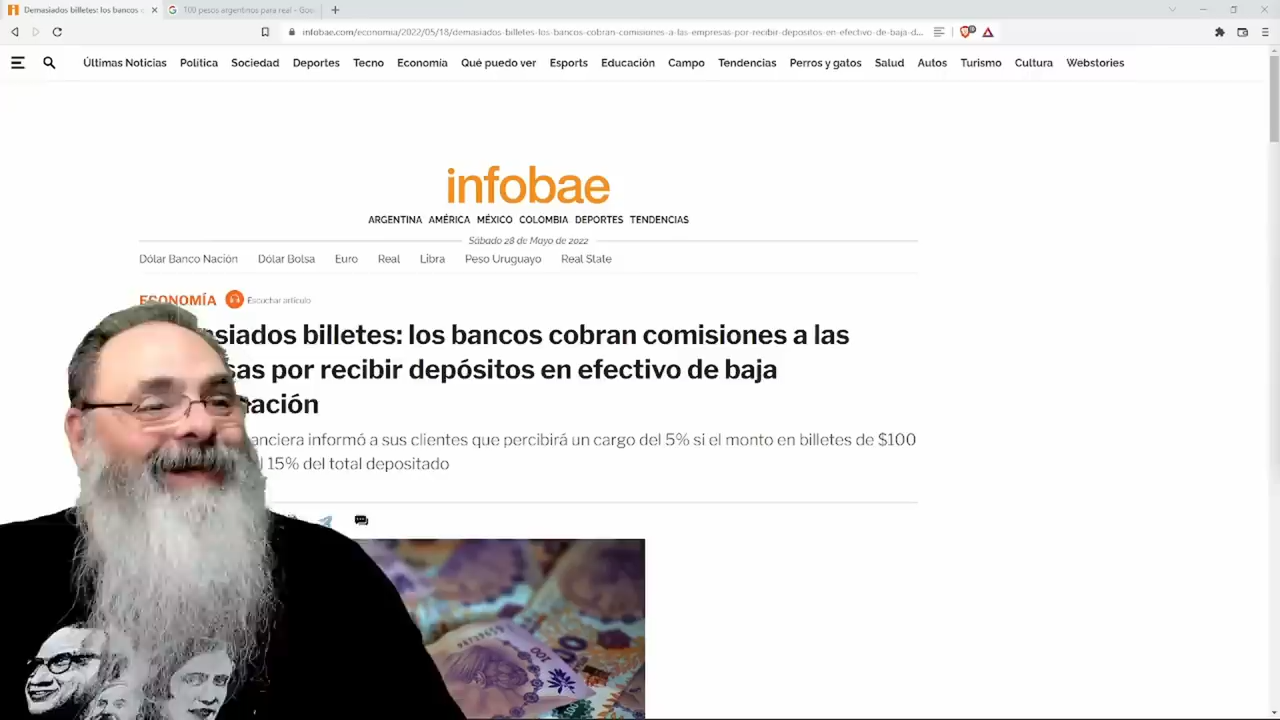 Demasiados billetes: los bancos c
100 pesos argentinos para real - Goo
infobae.com/economia/2022/05/18/demasiados-billetes-los-bancos-cobran-comisiones-a-las-empresas-por-recibir-depositos-en-efectivo-de-baja-d...
Últimas Noticias Política Sociedad Deportes Tecno Economía Qué puedo ver Esports Educación Campo Tendencias Perros y gatos Salud Autos Turismo Cultura Webstories
infobae
ARGENTINA AMÉRICA MÉXICO COLOMBIA DEPORTES TENDENCIAS
Sábado 28 de Mayo de 2022
Dólar Banco Nación Dólar Bolsa Euro Real Libra Peso Uruguayo Real State
ECONOMÍA Escuchar artículo
siados billetes: los bancos cobran comisiones a las
sas por recibir depósitos en efectivo de baja
nación
anciera informó a sus clientes que percibirá un cargo del 5% si el monto en billetes de $100
15% del total depositado
100